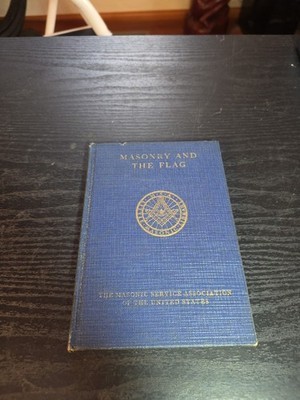 MASONRY AND
THE FLAG
THE MASONIC SERVICE ASSOCIATION
OF THE UNITED STATES